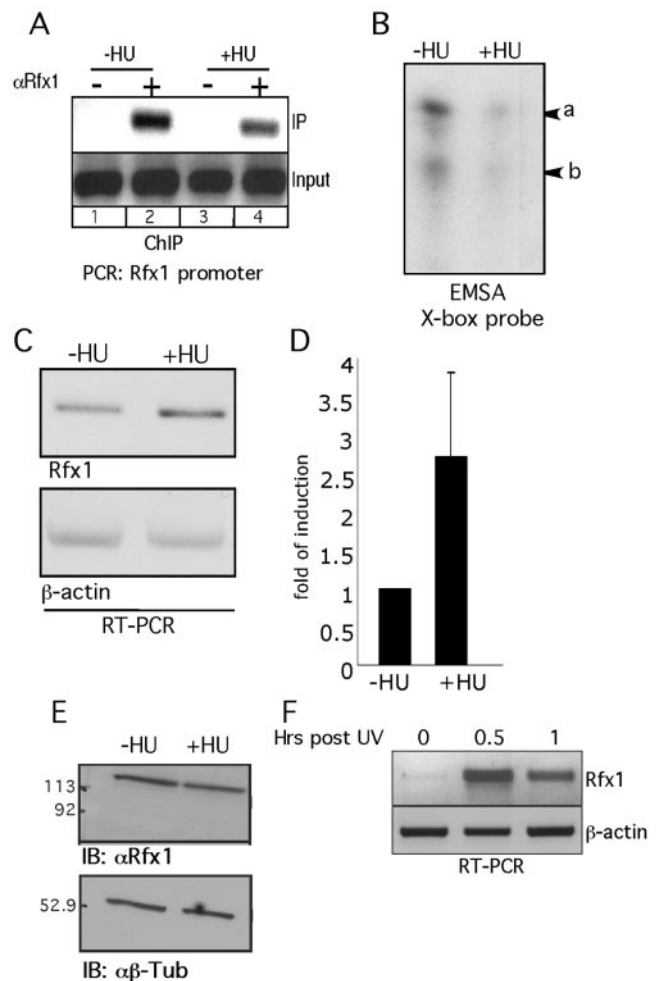 A
-HU +HU
αRfx1 - + - +
IP
Input
1 2 3 4
ChIP
PCR: Rfx1 promoter
B
-HU +HU
a
b
EMSA
X-box probe
C
-HU +HU
Rfx1
β-actin
RT-PCR
D
4
3.5
3
2.5
2
1.5
1
0.5
0
fold of induction
-HU +HU
E
-HU +HU
113
92
IB: αRfx1
52.9
IB: αβ-Tub
F
Hrs post UV 0 0.5 1
Rfx1
β-actin
RT-PCR